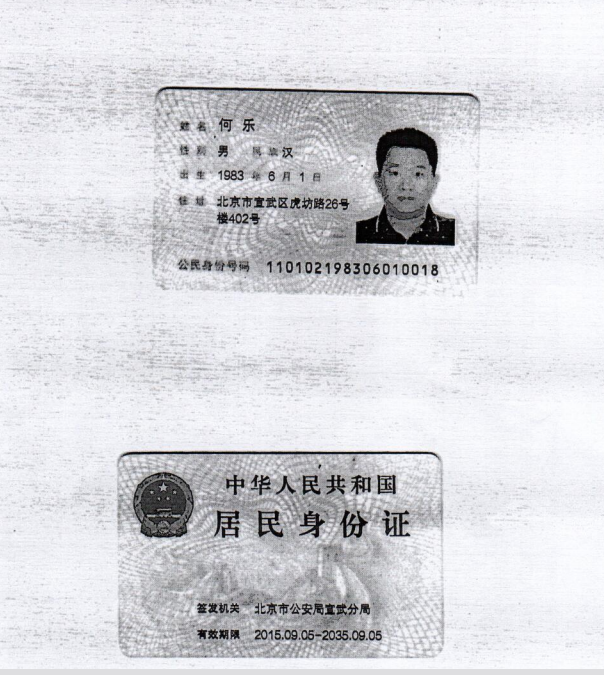 姓名 何乐
性别 男 民族 汉
出生 1983 年 6 月 1 日
住址 北京市宣武区虎坊路26号
楼402号
公民身份号码 110102198306010018
中华人民共和国
居民身份证
签发机关 北京市公安局宣武分局
有效期限 2015.09.05-2035.09.05